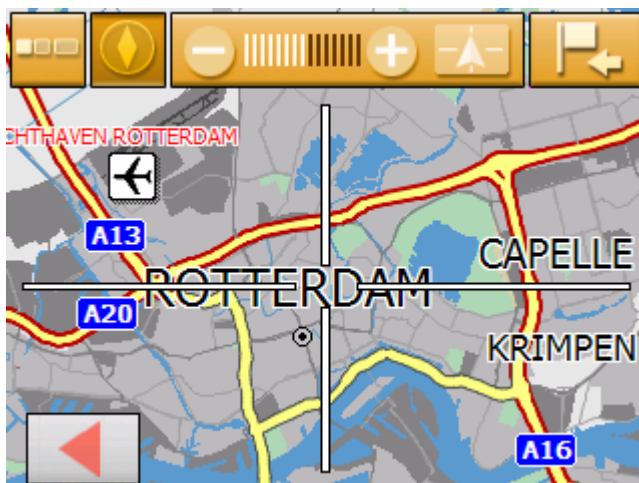 CHTHAVEN ROTTERDAM
A13
CAPELLE
ROTTERDAM
A20
KRIMPEN
A16